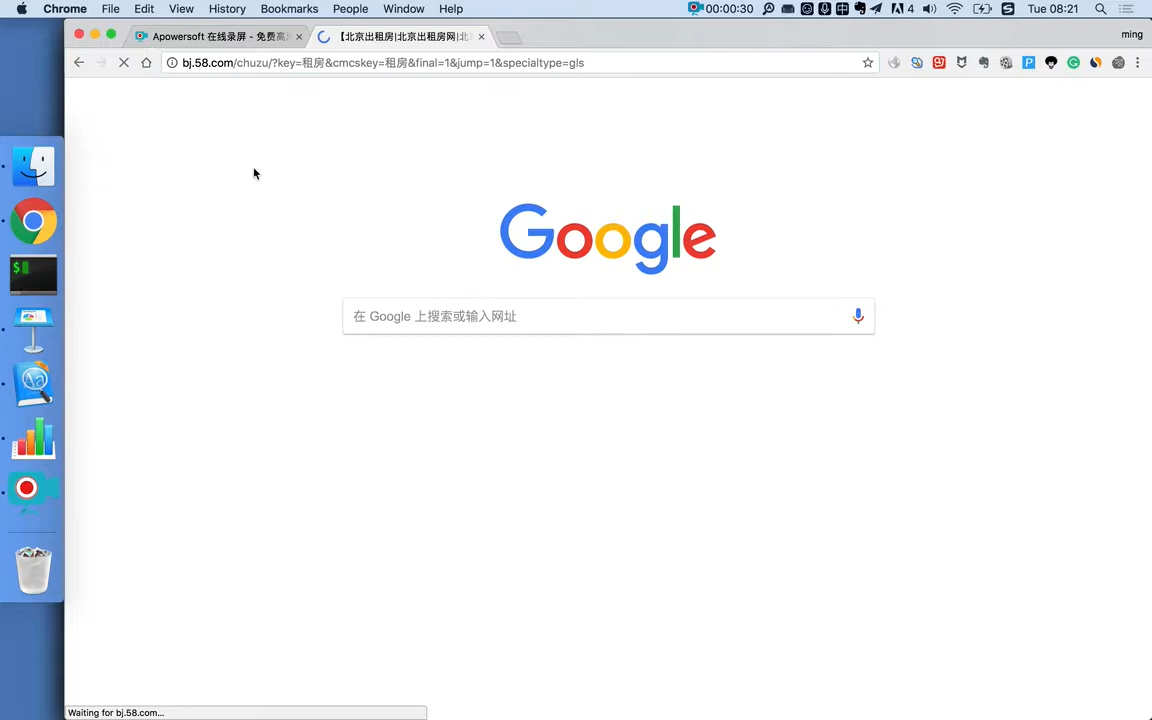 Chrome File Edit View History Bookmarks People Window Help 00:00:30 中 4 Tue 08:21
Apowersoft 在线录屏 - 免费高
【北京出租房|北京出租房网|北
ming
bj.58.com/chuzu/?key=租房&cmcskey=租房&final=1&jump=1&specialtype=gls
Google
在 Google 上搜索或输入网址
Waiting for bj.58.com...